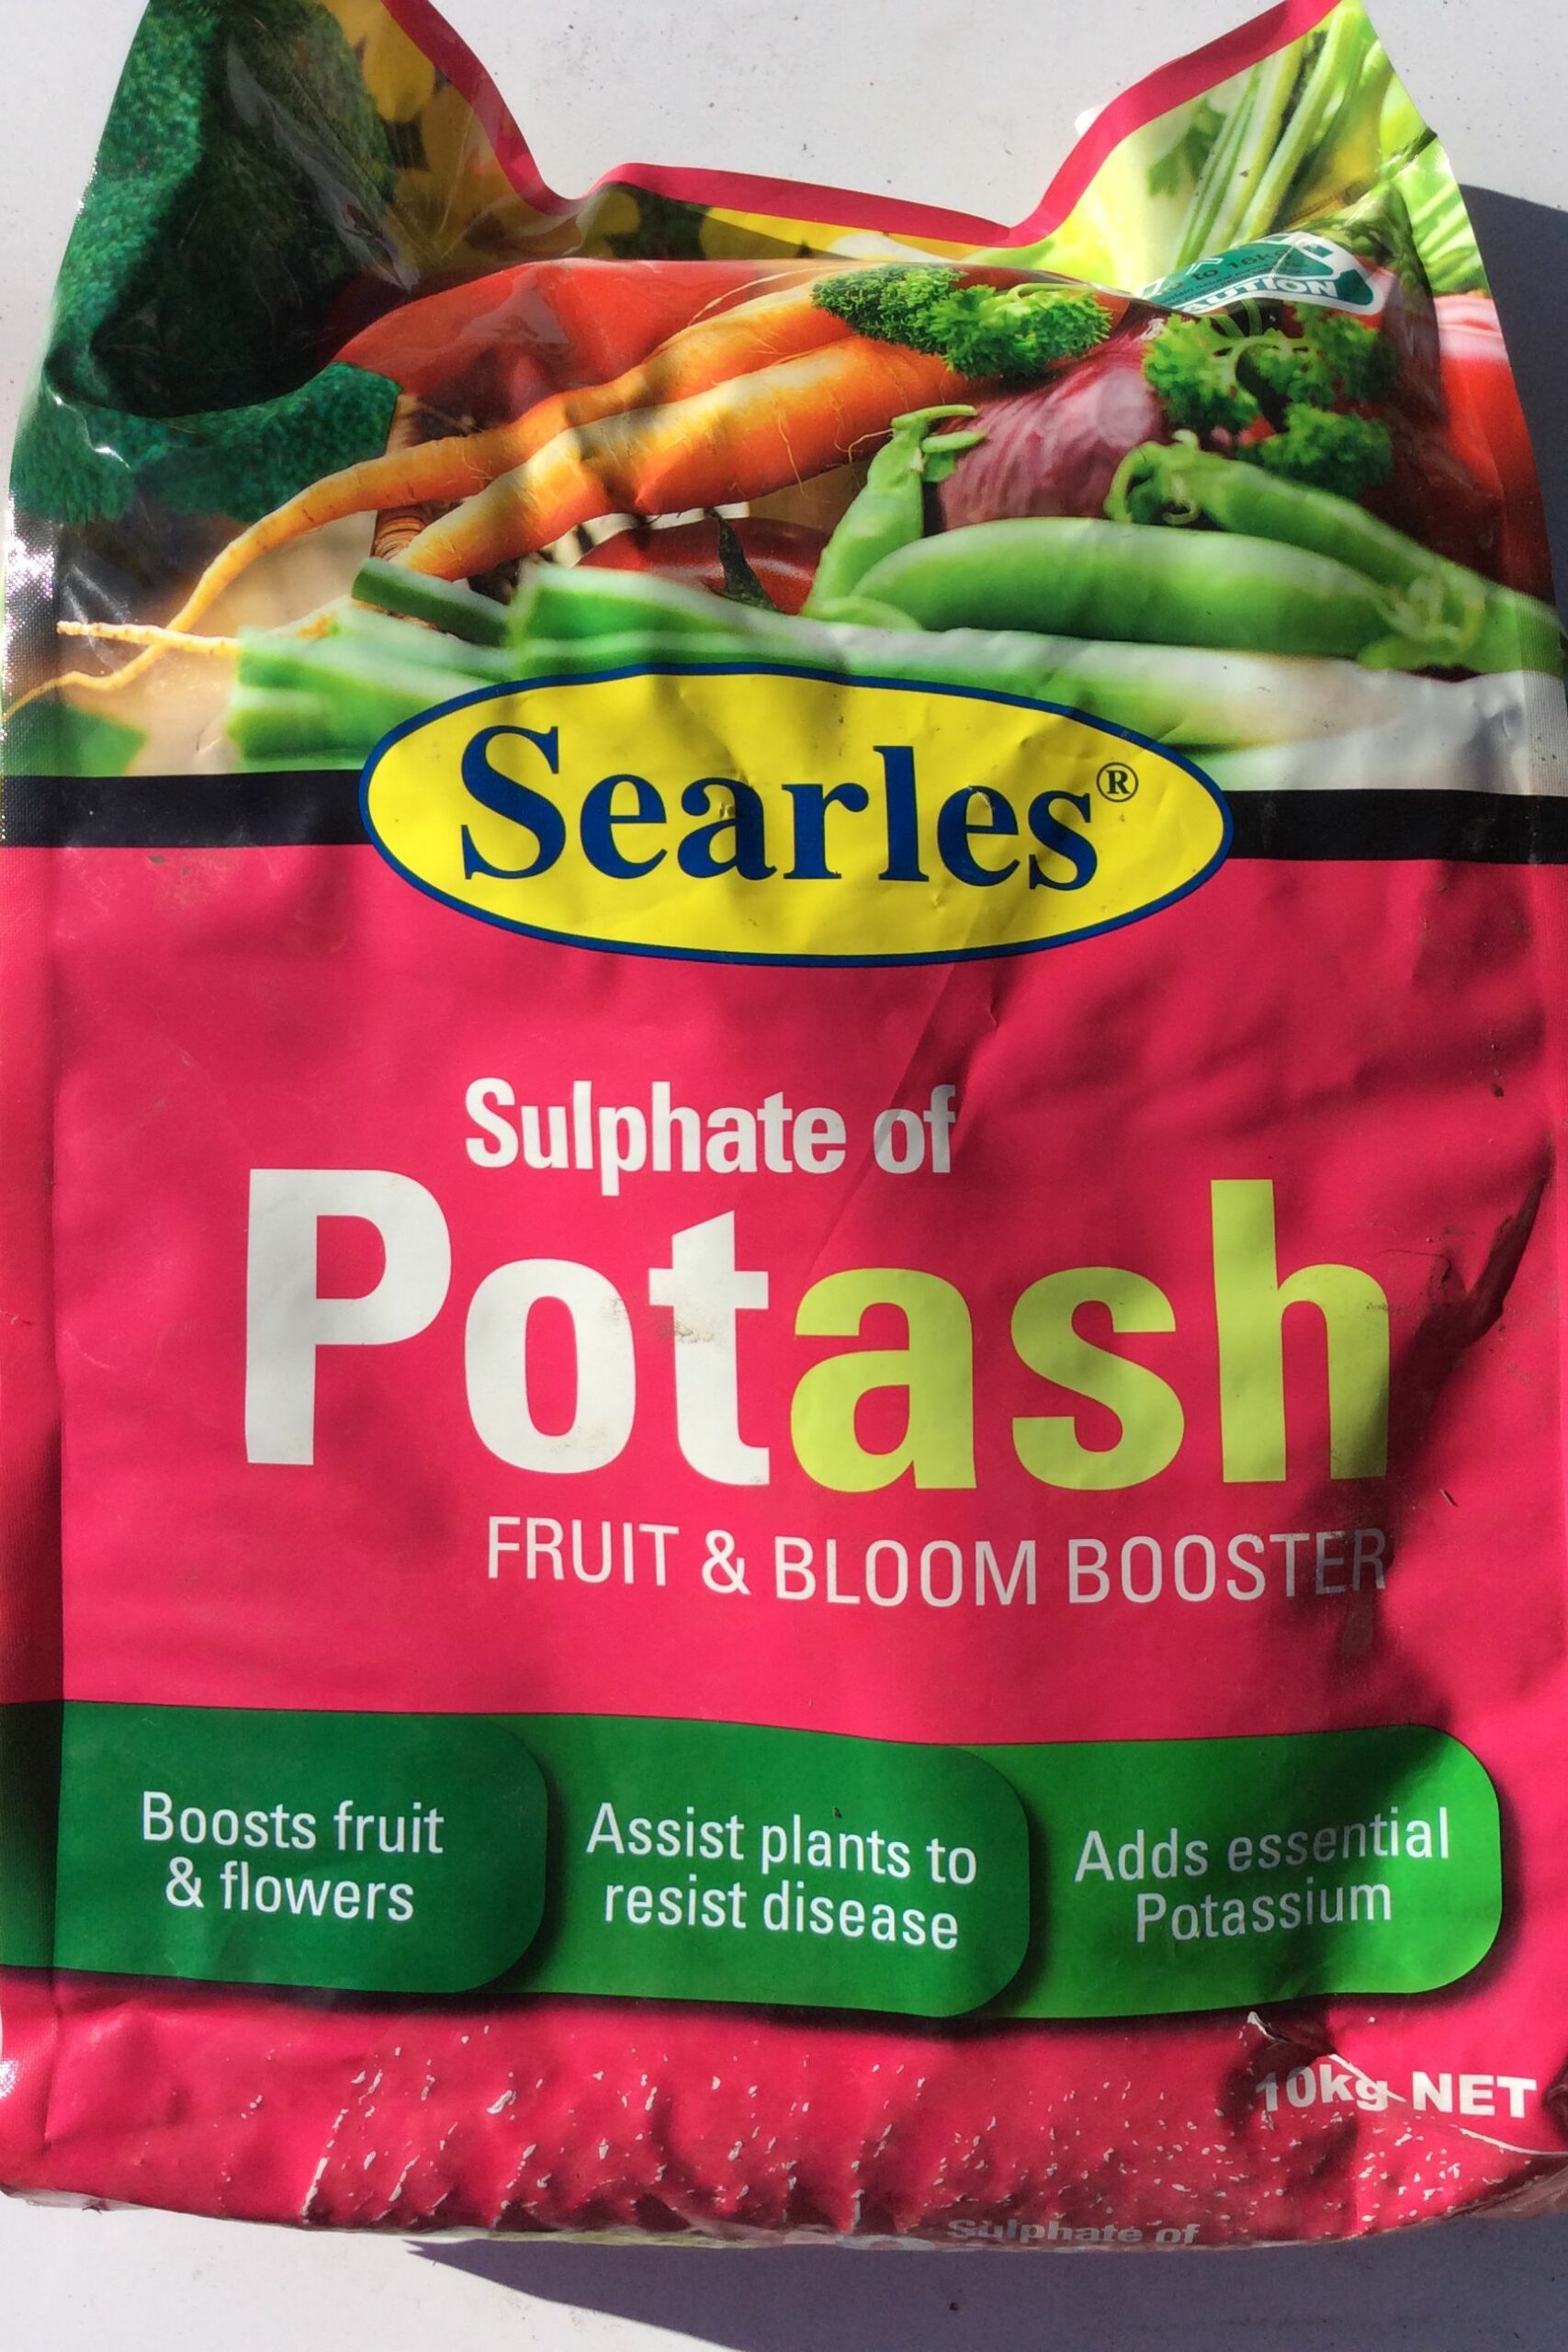 CAUTION
Searles®
Sulphate of
Potash
FRUIT & BLOOM BOOSTER
Boosts fruit
& flowers
Assist plants to
resist disease
Adds essential
Potassium
10kg NET
Sulphate of